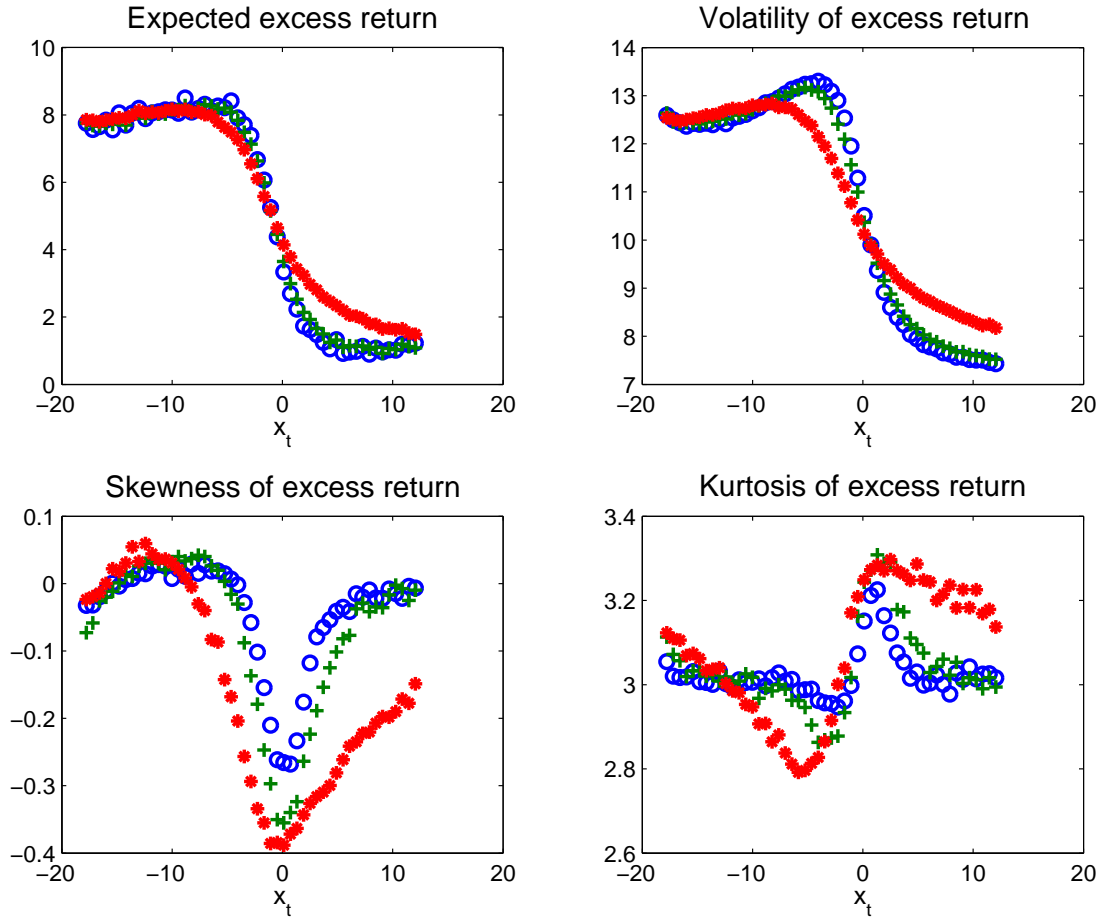 Expected excess return
10
8
6
4
2
0
−20 −10 0 10 20
x_t
Volatility of excess return
14
13
12
11
10
9
8
7
−20 −10 0 10 20
x_t
Skewness of excess return
0.1
0
−0.1
−0.2
−0.3
−0.4
−20 −10 0 10 20
x_t
Kurtosis of excess return
3.4
3.2
3
2.8
2.6
−20 −10 0 10 20
x_t